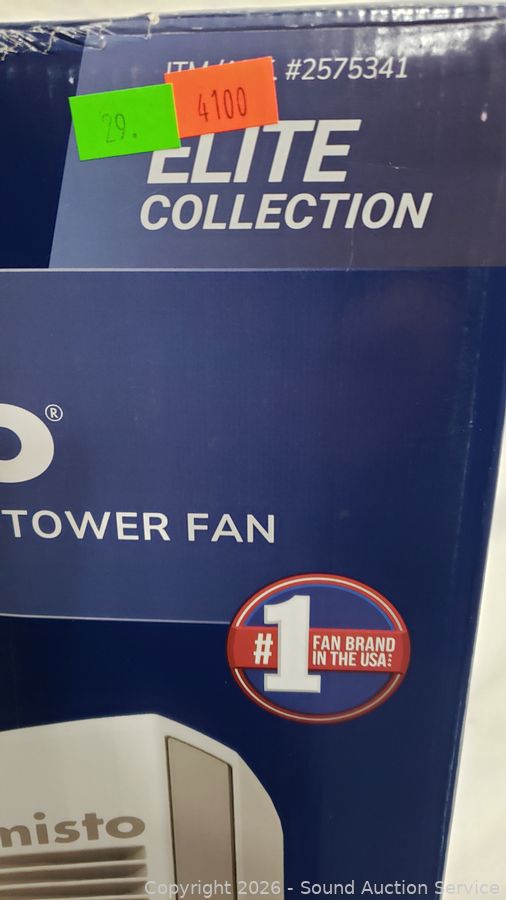 #2575341
4100
29.
ELITE
COLLECTION
®
TOWER FAN
#1
FAN BRAND
IN THE USA
misto
Copyright 2026 - Sound Auction Service